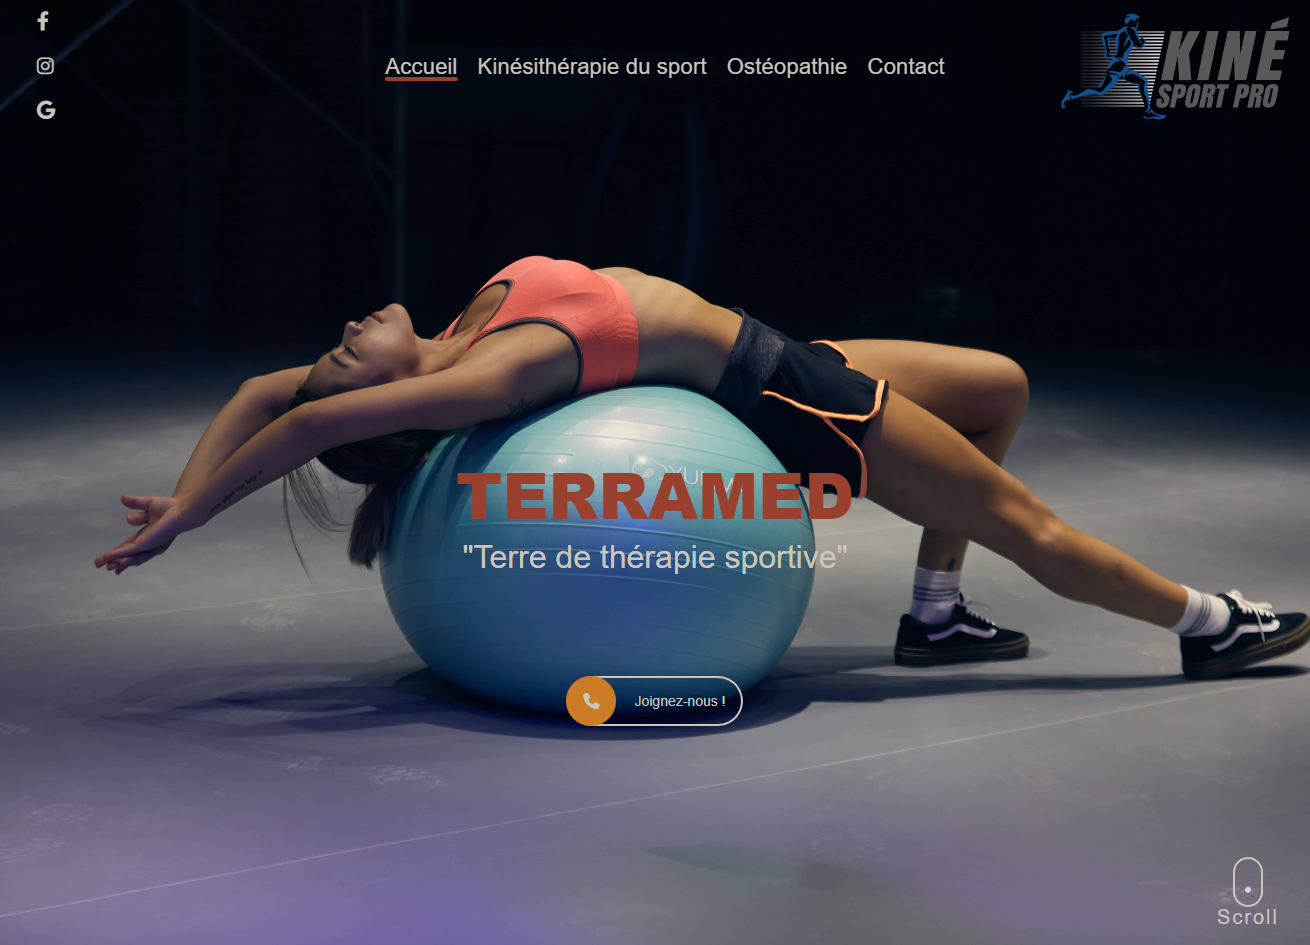 Accueil Kinésithérapie du sport Ostéopathie Contact
KINÉ
SPORT PRO
TERRAMED
"Terre de thérapie sportive"
Joignez-nous !
Scroll